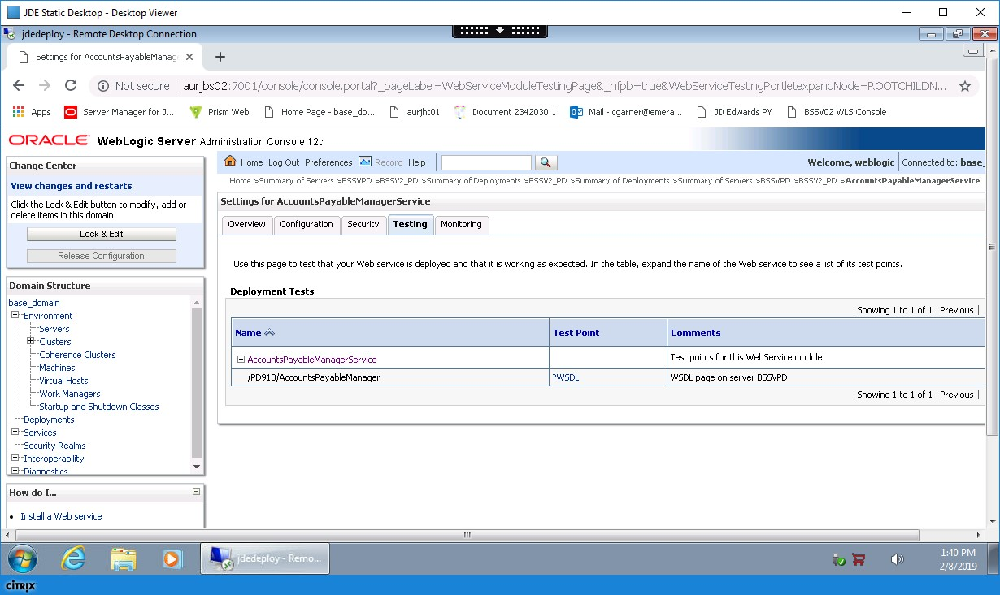 JDE Static Desktop - Desktop Viewer
jdedeploy - Remote Desktop Connection
Settings for AccountsPayableManag
Not secure | aurjbs02:7001/console/console.portal?_pageLabel=WebServiceModuleTestingPage&_nfpb=true&WebServiceTestingPortletexpandNode=ROOTCHILDN...
Apps Server Manager for J... Prism Web Home Page - base_do... aurjht01 Document 2342030.1 Mail - cgarner@emera... JD Edwards PY BSSV02 WLS Console
ORACLE WebLogic Server Administration Console 12c
Change Center
View changes and restarts
Click the Lock & Edit button to modify, add or
delete items in this domain.
Lock & Edit
Release Configuration
Domain Structure
base_domain
Environment
Servers
Clusters
Coherence Clusters
Machines
Virtual Hosts
Work Managers
Startup and Shutdown Classes
Deployments
Services
Security Realms
Interoperability
Diagnostics
How do I...
Install a Web service
Home Log Out Preferences Record Help
Welcome, weblogic Connected to: base_
Home >Summary of Servers >BSSVPD >BSSV2_PD >Summary of Deployments >BSSV2_PD >Summary of Deployments >Summary of Servers >BSSVPD >BSSV2_PD >AccountsPayableManagerService
Settings for AccountsPayableManagerService
Overview Configuration Security Testing Monitoring
Use this page to test that your Web service is deployed and that it is working as expected. In the table, expand the name of the Web service to see a list of its test points.
Deployment Tests
Showing 1 to 1 of 1 Previous |
Name Test Point Comments
AccountsPayableManagerService Test points for this WebService module.
/PD910/AccountsPayableManager ?WSDL WSDL page on server BSSVPD
Showing 1 to 1 of 1 Previous |
jdedeploy - Remo...
1:40 PM
2/8/2019
CITRIX